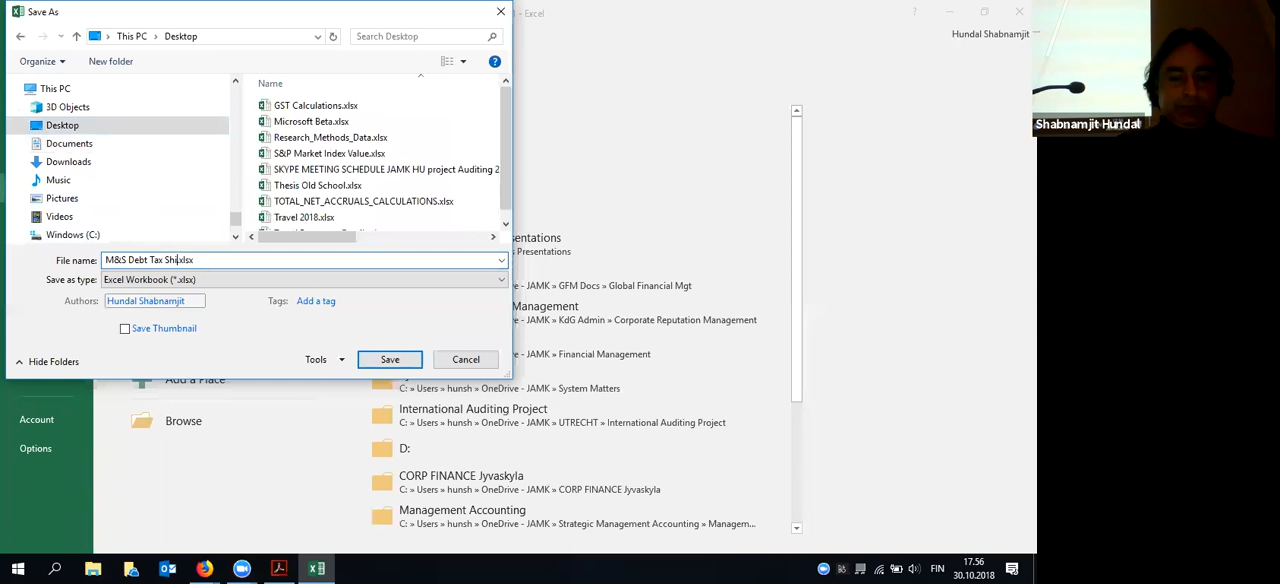 Save As
- Excel
This PC
Desktop
Search Desktop
Hundal Shabnamjit
Organize
New folder
Name
This PC
3D Objects
Desktop
Documents
Downloads
Music
Pictures
Videos
Windows (C:)
GST Calculations.xlsx
Microsoft Beta.xlsx
Research_Methods_Data.xlsx
S&P Market Index Value.xlsx
SKYPE MEETING SCHEDULE JAMK HU project Auditing 2
Thesis Old School.xlsx
TOTAL_NET_ACCRUALS_CALCULATIONS.xlsx
Travel 2018.xlsx
File name: M&S Debt Tax Shi.xlsx
Save as type: Excel Workbook (*.xlsx)
Authors: Hundal Shabnamjit
Tags: Add a tag
Save Thumbnail
Hide Folders
Tools
Save
Cancel
Add a Place
Browse
Account
Options
entations
Presentations
- JAMK » GFM Docs » Global Financial Mgt
Management
- JAMK » KdG Admin » Corporate Reputation Management
- JAMK » Financial Management
C: » Users » hunsh » OneDrive - JAMK » System Matters
International Auditing Project
C: » Users » hunsh » OneDrive - JAMK » UTRECHT » International Auditing Project
D:
CORP FINANCE Jyvaskyla
C: » Users » hunsh » OneDrive - JAMK » CORP FINANCE Jyvaskyla
Management Accounting
C: » Users » hunsh » OneDrive - JAMK » Strategic Management Accounting » Managem...
Shabnamjit Hundal
FIN
17.56
30.10.2018